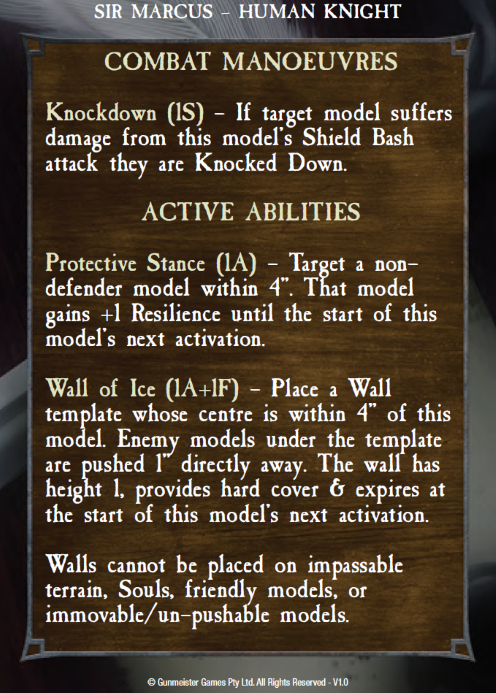 SIR MARCUS – HUMAN KNIGHT
COMBAT MANOEUVRES
Knockdown (1S) – If target model suffers
damage from this model's Shield Bash
attack they are Knocked Down.
ACTIVE ABILITIES
Protective Stance (1A) – Target a non-
defender model within 4". That model
gains +1 Resilience until the start of this
model's next activation.
Wall of Ice (1A+1F) – Place a Wall
template whose centre is within 4" of this
model. Enemy models under the template
are pushed 1" directly away. The wall has
height 1, provides hard cover & expires at
the start of this model's next activation.
Walls cannot be placed on impassable
terrain, Souls, friendly models, or
immovable/un-pushable models.
© Gunmeister Games Pty Ltd. All Rights Reserved - V1.0